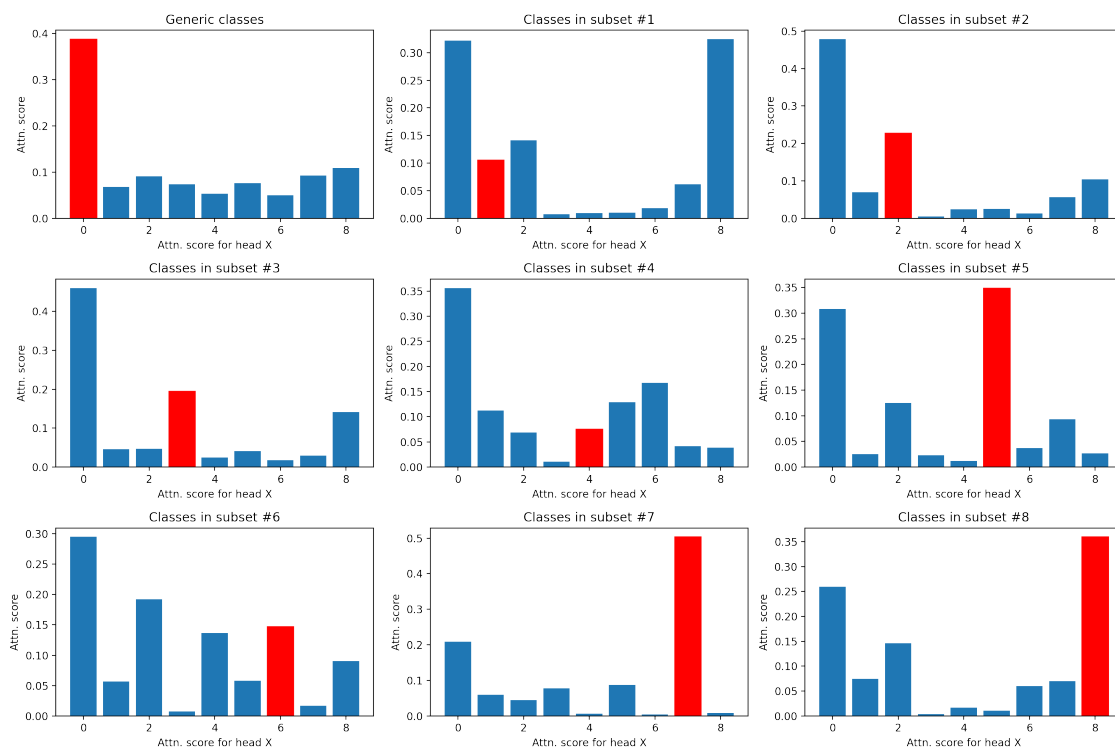 Generic classes
Attn. score
0.4
0.3
0.2
0.1
0.0
0 2 4 6 8
Attn. score for head X
Classes in subset #1
Attn. score
0.30
0.25
0.20
0.15
0.10
0.05
0.00
0 2 4 6 8
Attn. score for head X
Classes in subset #2
Attn. score
0.5
0.4
0.3
0.2
0.1
0.0
0 2 4 6 8
Attn. score for head X
Classes in subset #3
Attn. score
0.4
0.3
0.2
0.1
0.0
0 2 4 6 8
Attn. score for head X
Classes in subset #4
Attn. score
0.35
0.30
0.25
0.20
0.15
0.10
0.05
0.00
0 2 4 6 8
Attn. score for head X
Classes in subset #5
Attn. score
0.35
0.30
0.25
0.20
0.15
0.10
0.05
0.00
0 2 4 6 8
Attn. score for head X
Classes in subset #6
Attn. score
0.30
0.25
0.20
0.15
0.10
0.05
0.00
0 2 4 6 8
Attn. score for head X
Classes in subset #7
Attn. score
0.5
0.4
0.3
0.2
0.1
0.0
0 2 4 6 8
Attn. score for head X
Classes in subset #8
Attn. score
0.35
0.30
0.25
0.20
0.15
0.10
0.05
0.00
0 2 4 6 8
Attn. score for head X